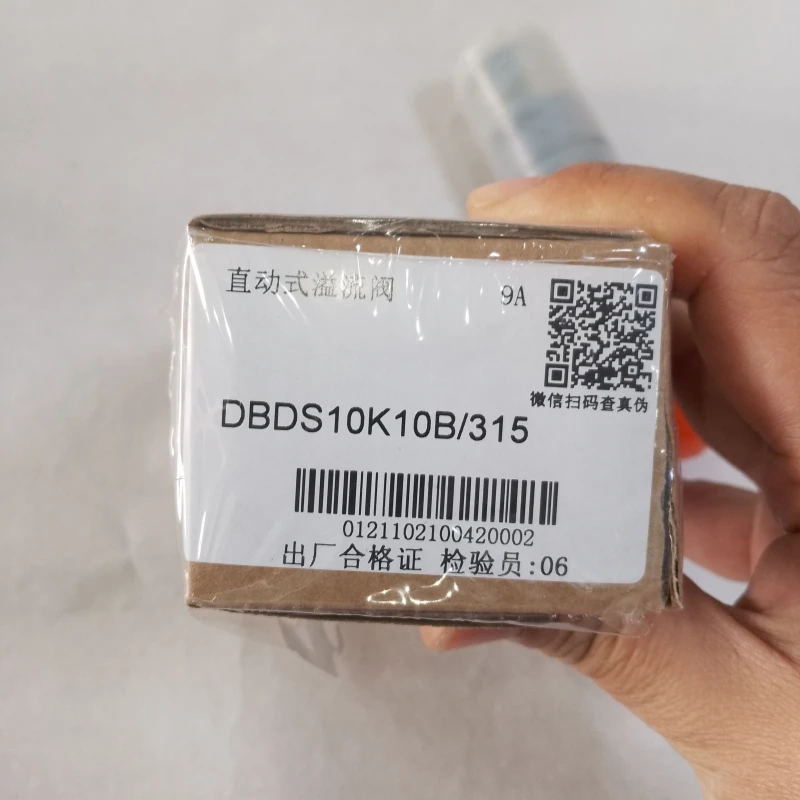 直动式溢流阀 9A
微信扫码查真伪
DBDS10K10B/315
0121102100420002
出厂合格证 检验员:06